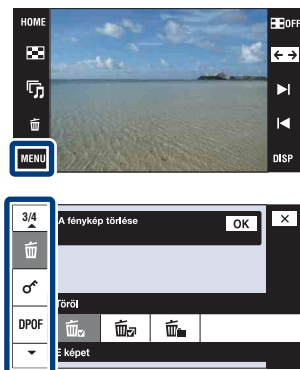 HOME
OFF
MENU
DISP
3/4
A fénykép törlése
OK
Töröl
DPOF
E képet